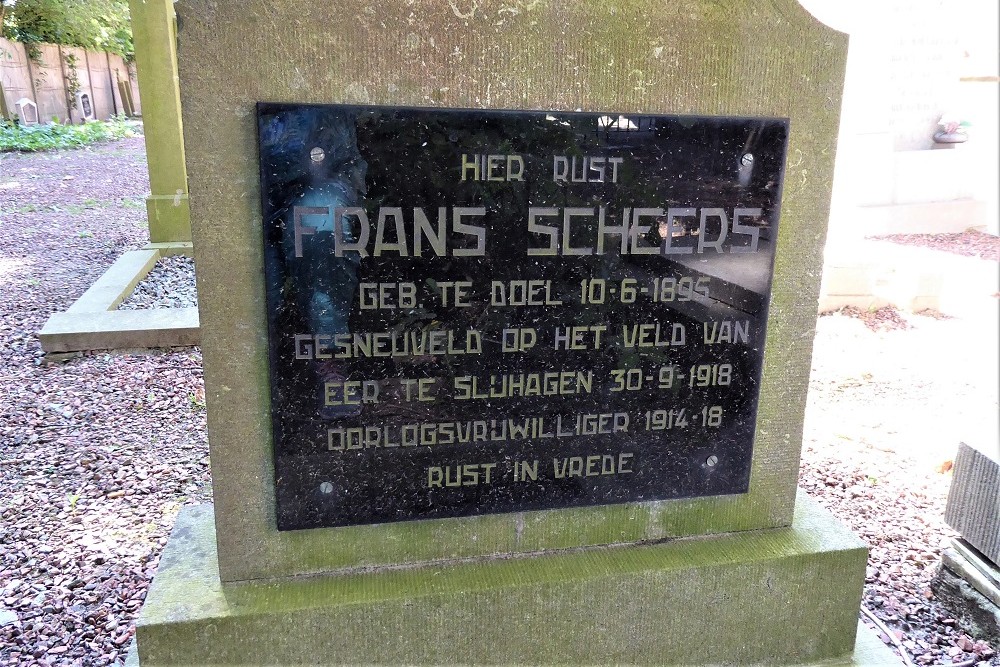 HIER RUST
FRANS SCHEERS
GEB. TE DOEL 10-6-1895
GESNEUVELD OP HET VELD VAN
EER TE SLIJHAGEN 30-9-1918
OORLOGSVRIJWILLIGER 1914-18
RUST IN VREDE